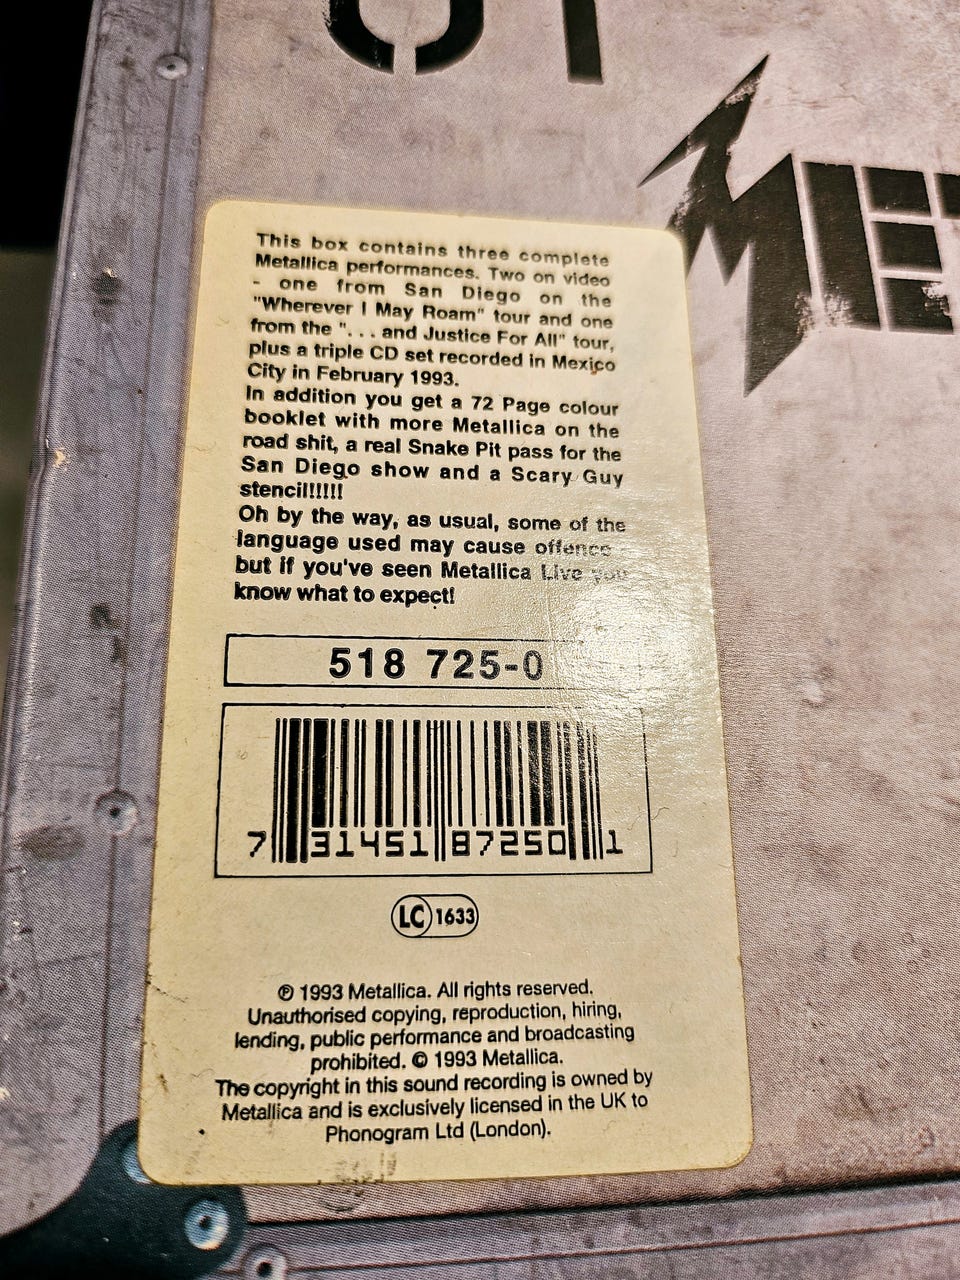 This box contains three complete
Metallica performances. Two on video
- one from San Diego on the
"Wherever I May Roam" tour and one
from the ". . . and Justice For All" tour,
plus a triple CD set recorded in Mexico
City in February 1993.
In addition you get a 72 Page colour
booklet with more Metallica on the
road shit, a real Snake Pit pass for the
San Diego show and a Scary Guy
stencil!!!!!
Oh by the way, as usual, some of the
language used may cause offence
but if you've seen Metallica Live you
know what to expect!
518 725-0
7 31451 87250 1
LC 1633
℗ 1993 Metallica. All rights reserved.
Unauthorised copying, reproduction, hiring,
lending, public performance and broadcasting
prohibited. © 1993 Metallica.
The copyright in this sound recording is owned by
Metallica and is exclusively licensed in the UK to
Phonogram Ltd (London).